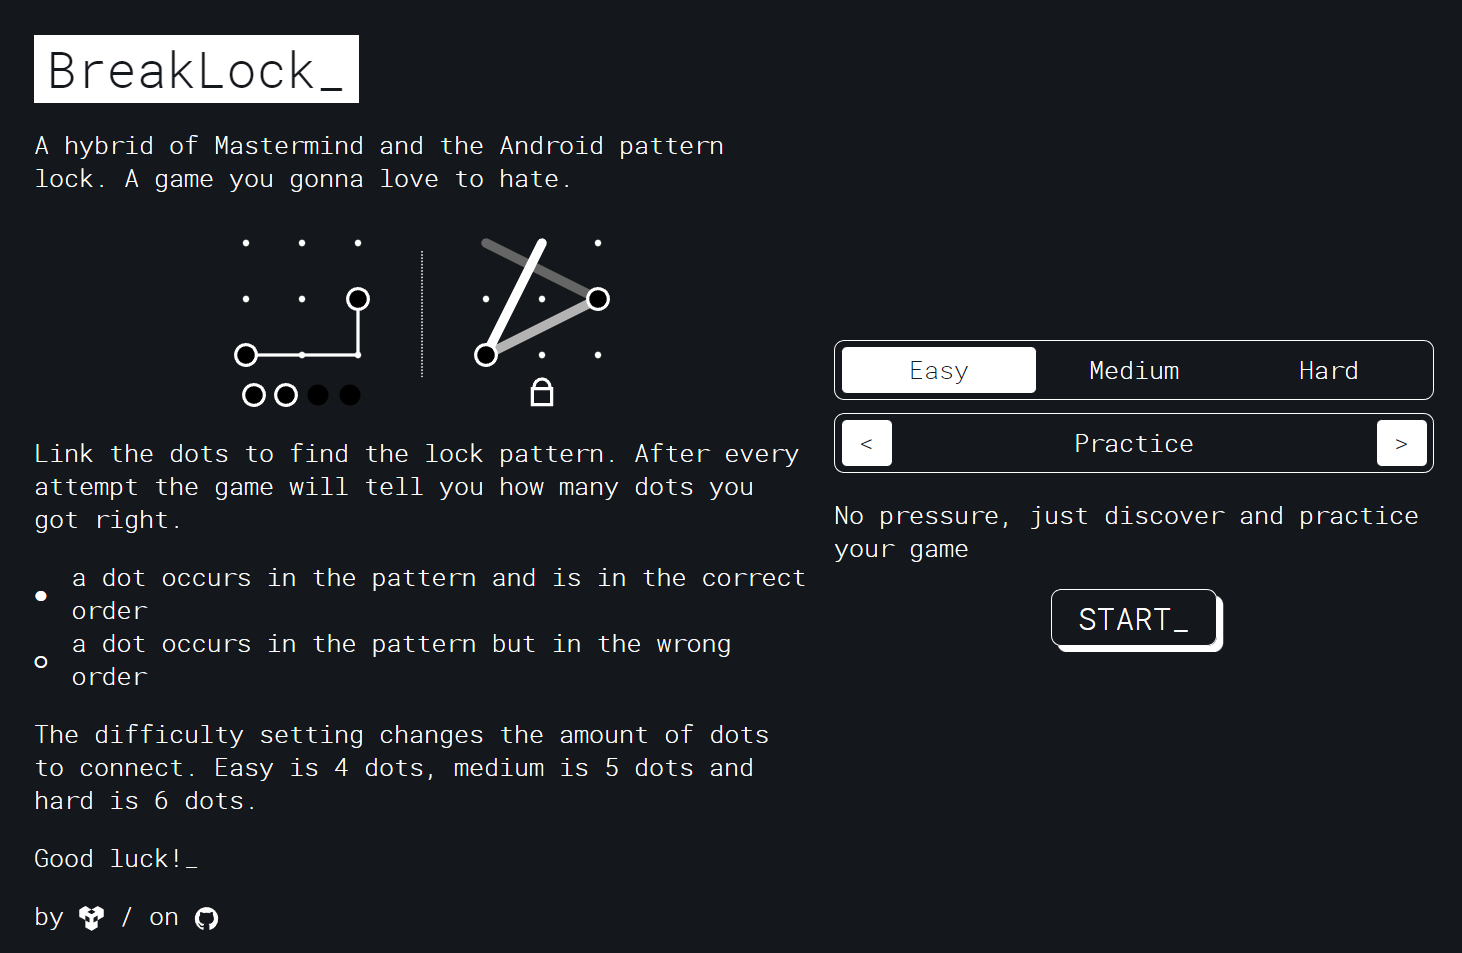 BreakLock_
A hybrid of Mastermind and the Android pattern
lock. A game you gonna love to hate.
Link the dots to find the lock pattern. After every
attempt the game will tell you how many dots you
got right.
a dot occurs in the pattern and is in the correct
order
a dot occurs in the pattern but in the wrong
order
The difficulty setting changes the amount of dots
to connect. Easy is 4 dots, medium is 5 dots and
hard is 6 dots.
Good luck!_
by / on
Easy Medium Hard
< Practice >
No pressure, just discover and practice
your game
START_